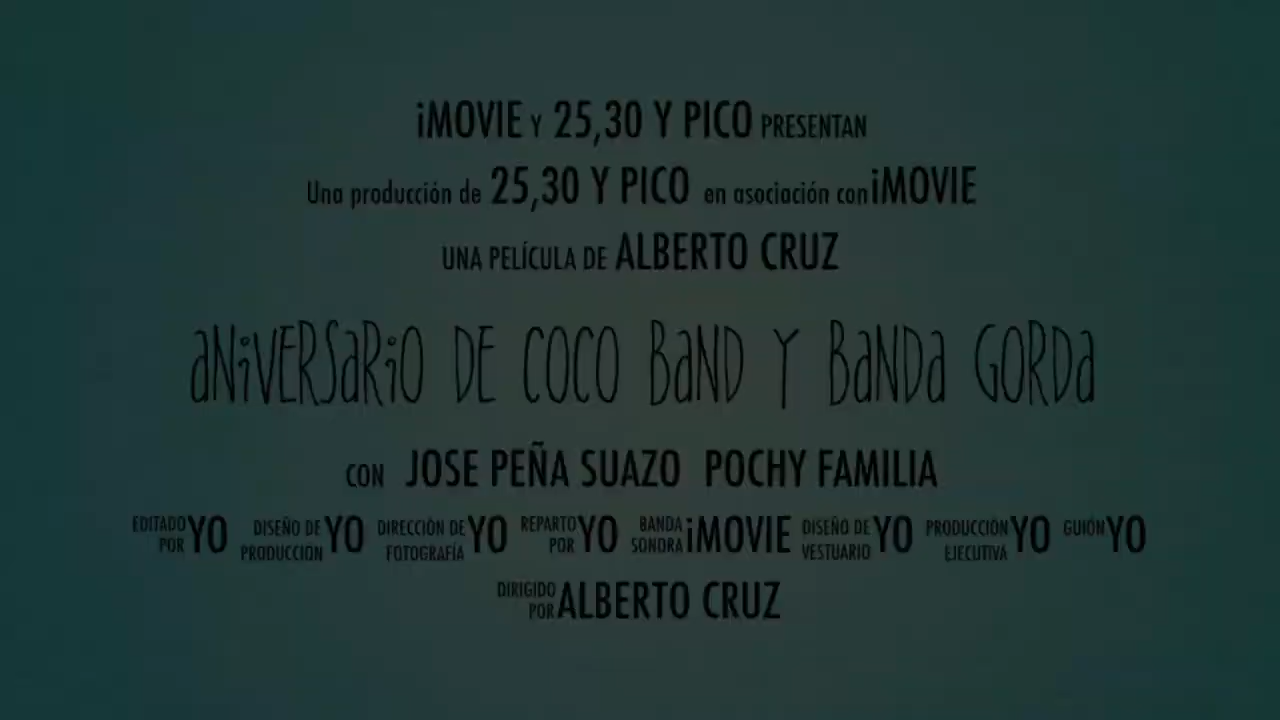 iMOVIE Y 25,30 Y PICO PRESENTAN
Una producción de 25,30 Y PICO en asociación con iMOVIE
UNA PELÍCULA DE ALBERTO CRUZ
aNiVERSaRiO DE COCO BaND Y BaNDa GORDa
CON JOSE PEÑA SUAZO POCHY FAMILIA
EDITADO POR YO DISEÑO DE PRODUCCION YO DIRECCIÓN DE FOTOGRAFÍA YO REPARTO POR YO BANDA SONORA iMOVIE DISEÑO DE VESTUARIO YO PRODUCCIÓN EJECUTIVA YO GUIÓN YO
DIRIGIDO POR ALBERTO CRUZ